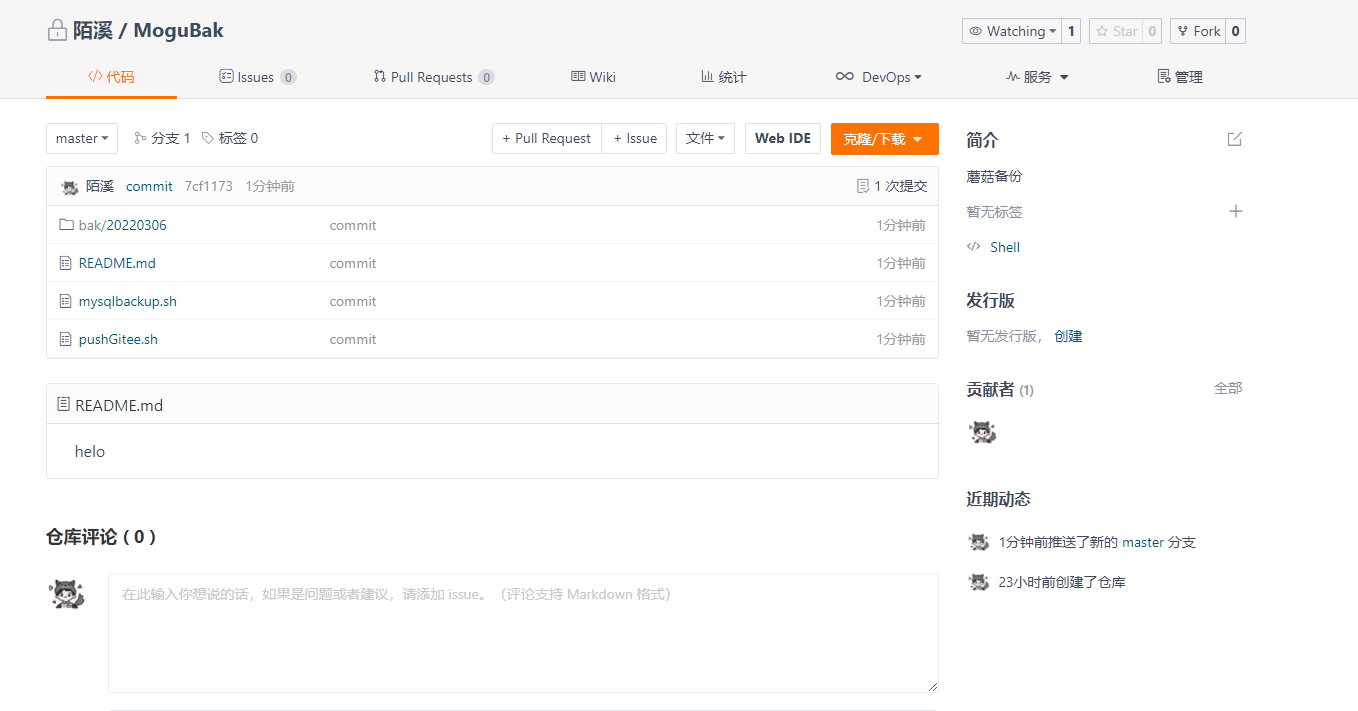 陌溪 / MoguBak
Watching 1 Star 0 Fork 0
代码 Issues 0 Pull Requests 0 Wiki 统计 DevOps 服务 管理
master 分支 1 标签 0 + Pull Request + Issue 文件 Web IDE 克隆/下载
陌溪 commit 7cf1173 1分钟前 1 次提交
bak/20220306 commit 1分钟前
README.md commit 1分钟前
mysqlbackup.sh commit 1分钟前
pushGitee.sh commit 1分钟前
README.md
helo
仓库评论 ( 0 )
在此输入你想说的话，如果是问题或者建议，请添加 issue。（评论支持 Markdown 格式）
简介
蘑菇备份
暂无标签
Shell
发行版
暂无发行版， 创建
贡献者 (1) 全部
近期动态
1分钟前推送了新的 master 分支
23小时前创建了仓库